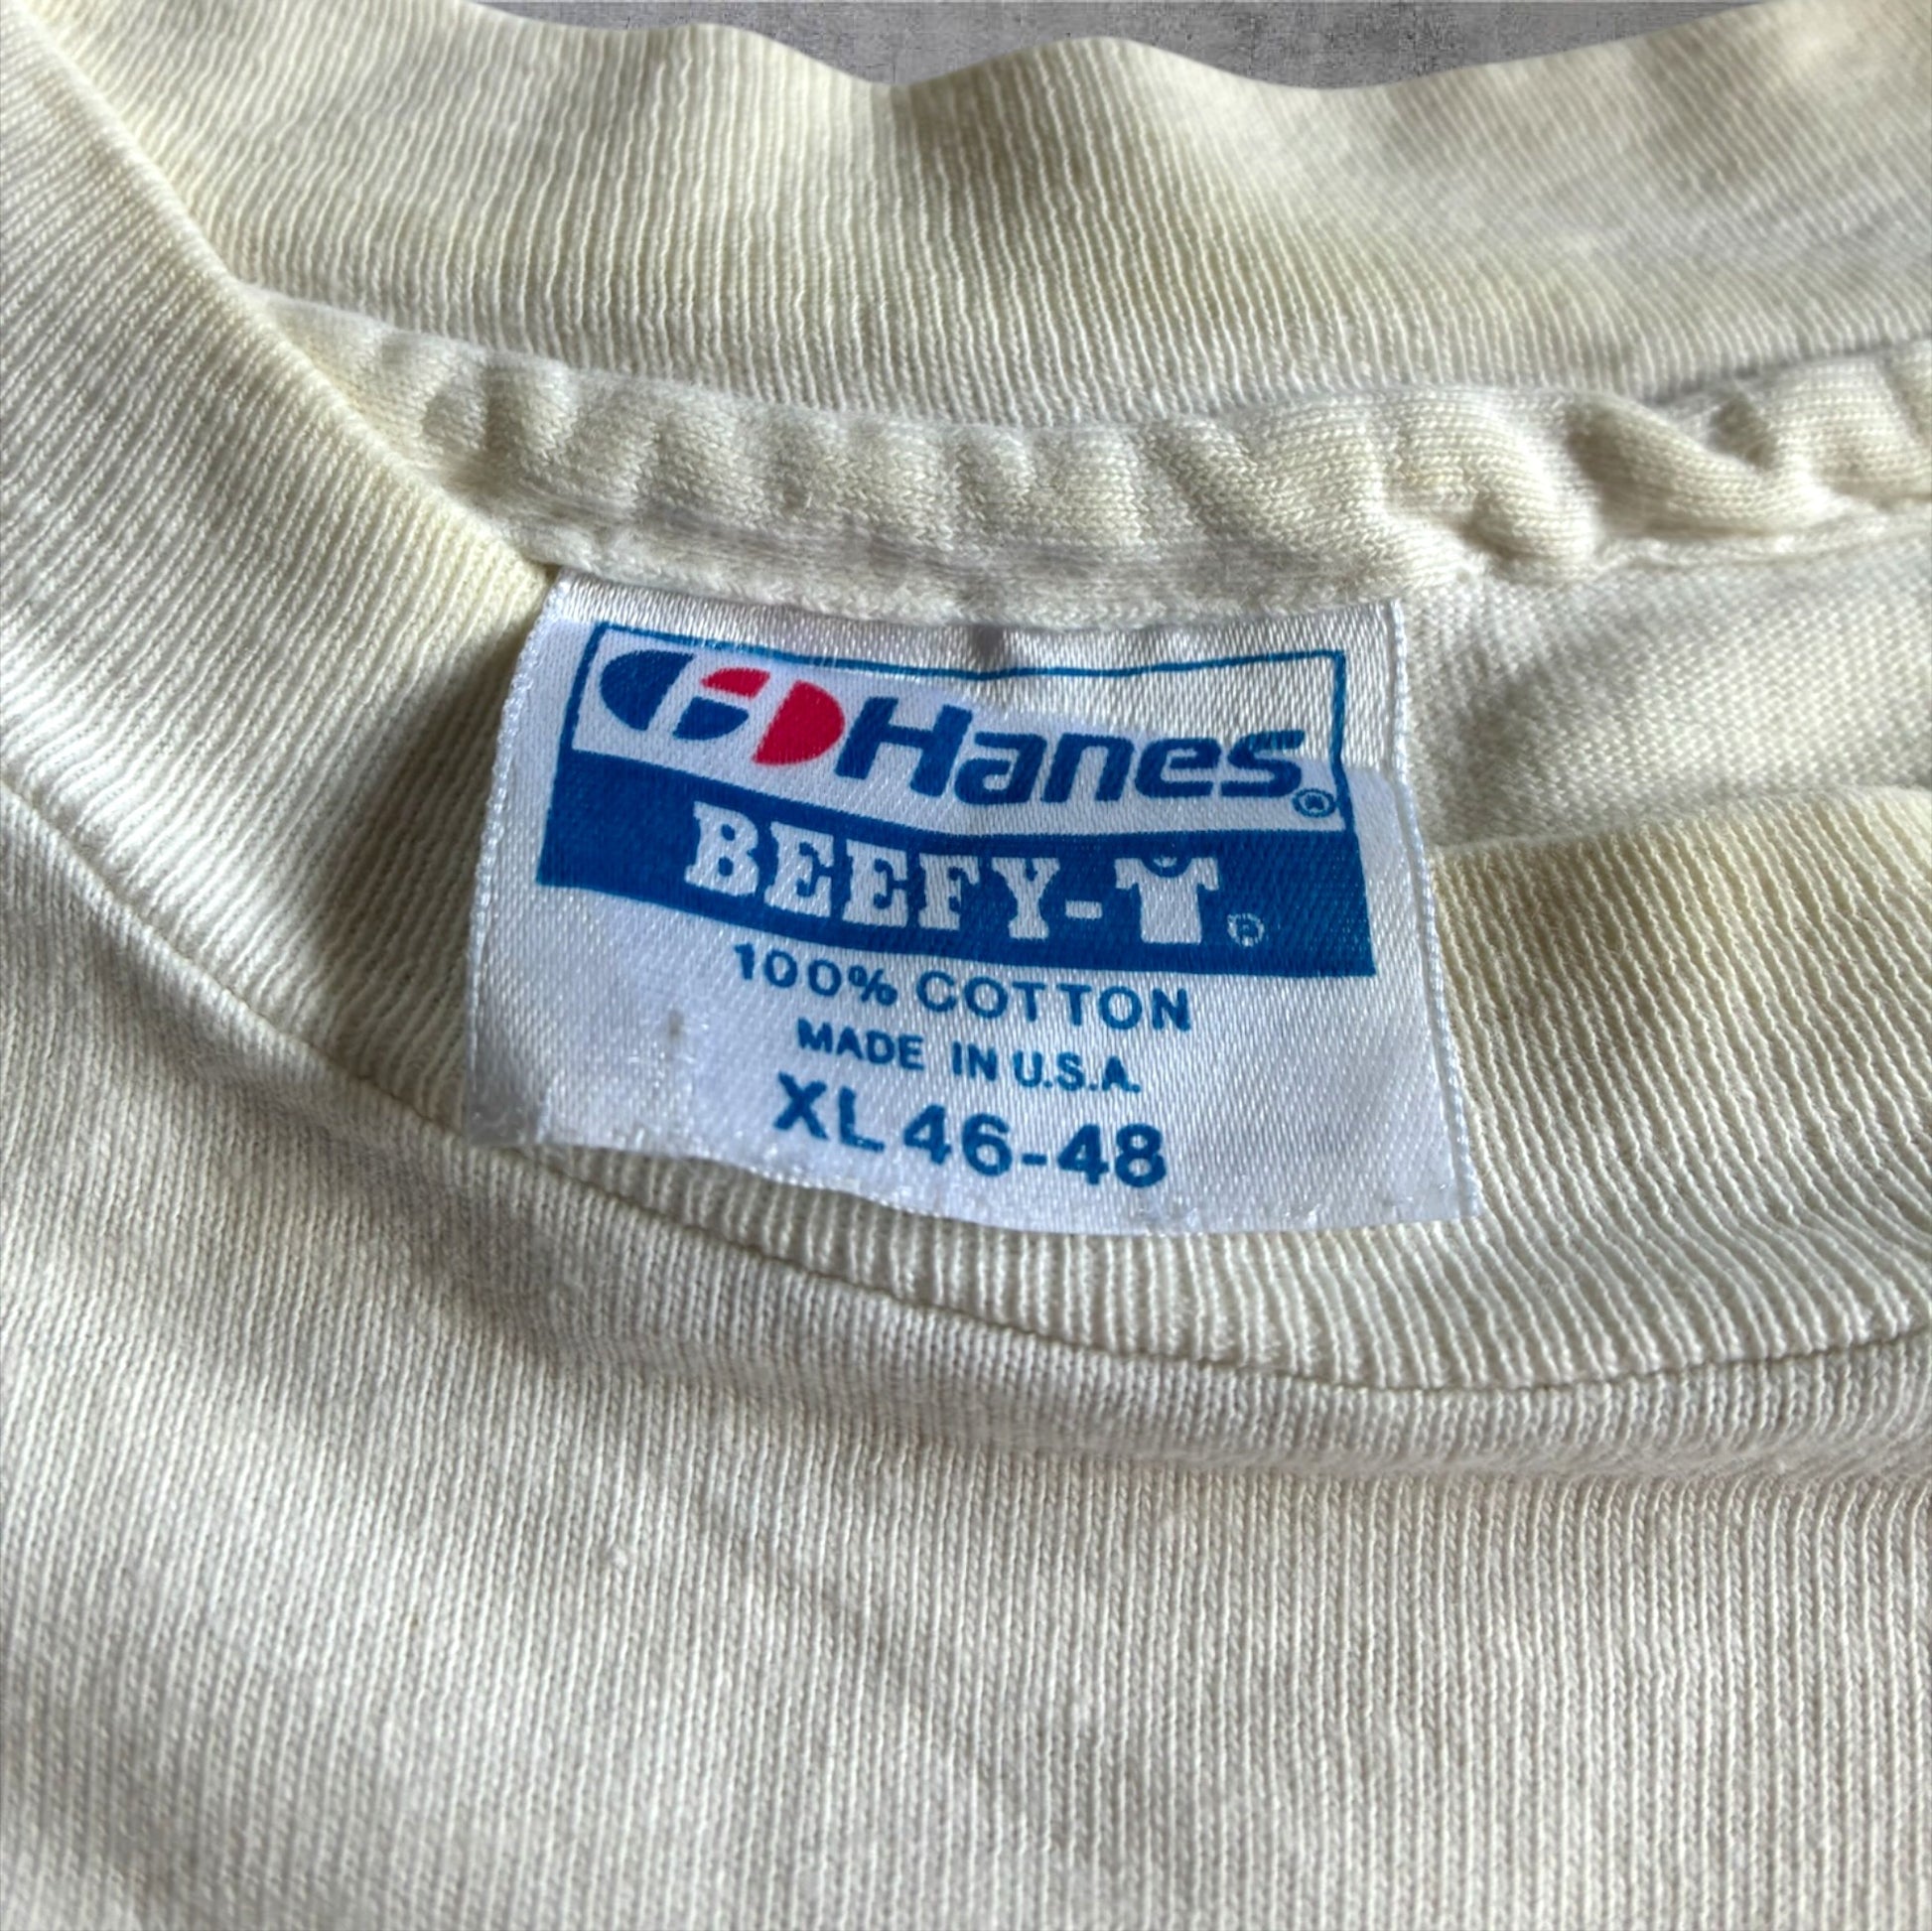 Hanes®
BEEFY-T®
100% COTTON
MADE IN U.S.A.
XL 46-48